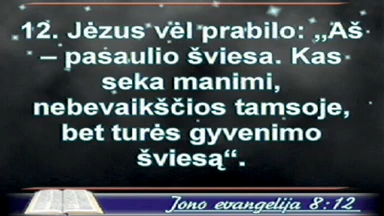 12. Jėzus vėl prabilo: „Aš
– pasaulio šviesa. Kas
seka manimi,
nebevaikščios tamsoje,
bet turės gyvenimo
šviesą“.
Jono evangelija 8:12